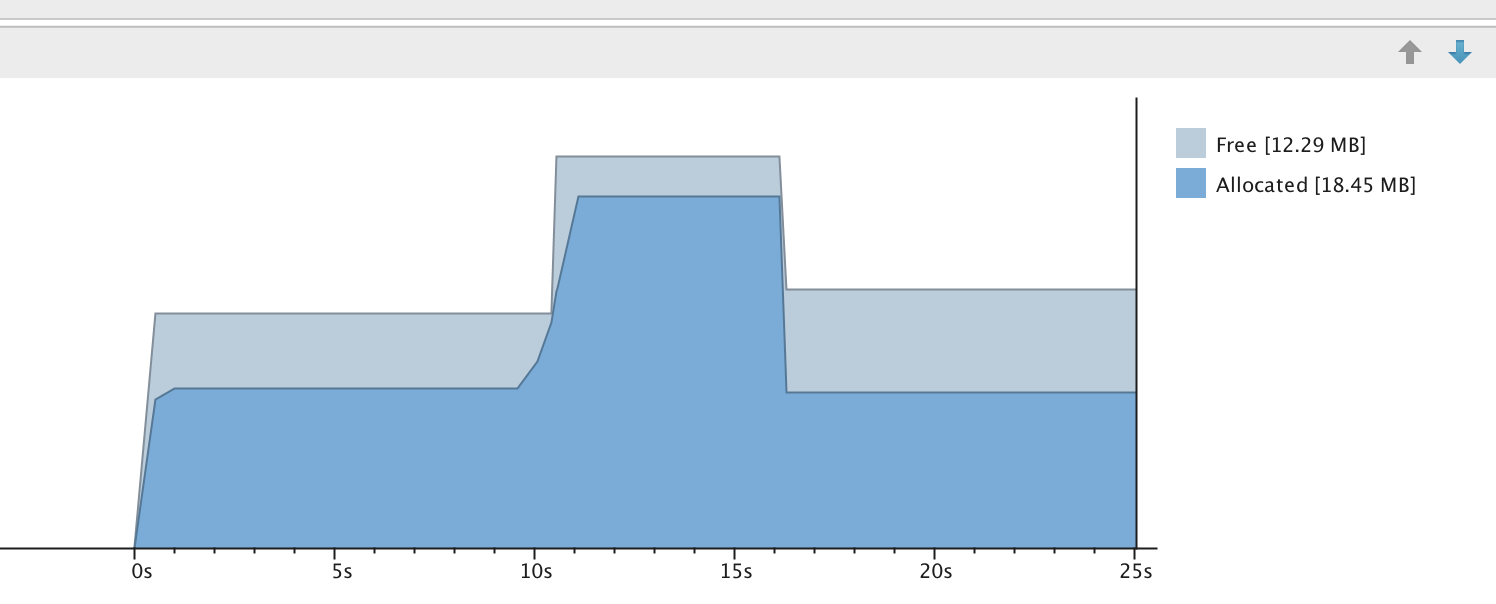 Free [12.29 MB]
Allocated [18.45 MB]
0s 5s 10s 15s 20s 25s